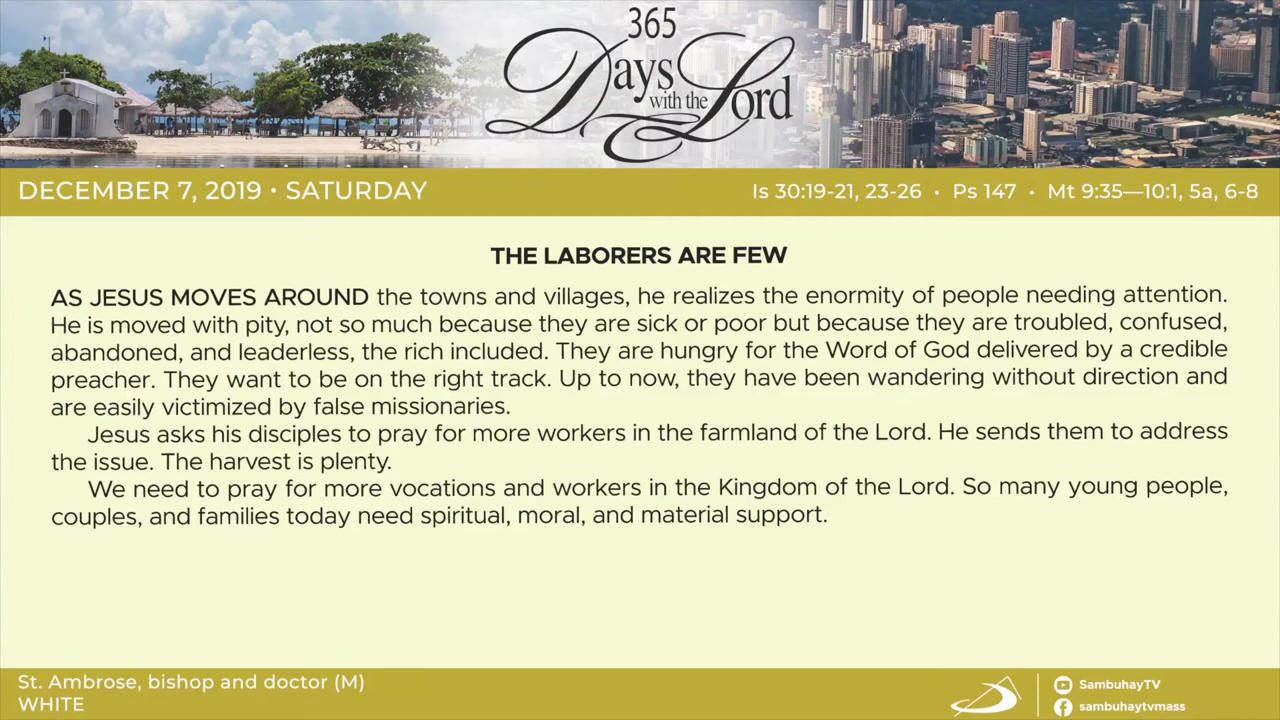 365
Days
with the
Lord
DECEMBER 7, 2019 • SATURDAY
Is 30:19-21, 23-26 • Ps 147 • Mt 9:35—10:1, 5a, 6-8
THE LABORERS ARE FEW
AS JESUS MOVES AROUND the towns and villages, he realizes the enormity of people needing attention.
He is moved with pity, not so much because they are sick or poor but because they are troubled, confused,
abandoned, and leaderless, the rich included. They are hungry for the Word of God delivered by a credible
preacher. They want to be on the right track. Up to now, they have been wandering without direction and
are easily victimized by false missionaries.
Jesus asks his disciples to pray for more workers in the farmland of the Lord. He sends them to address
the issue. The harvest is plenty.
We need to pray for more vocations and workers in the Kingdom of the Lord. So many young people,
couples, and families today need spiritual, moral, and material support.
St. Ambrose, bishop and doctor (M)
WHITE
SambuhayTV
sambuhaytvmass